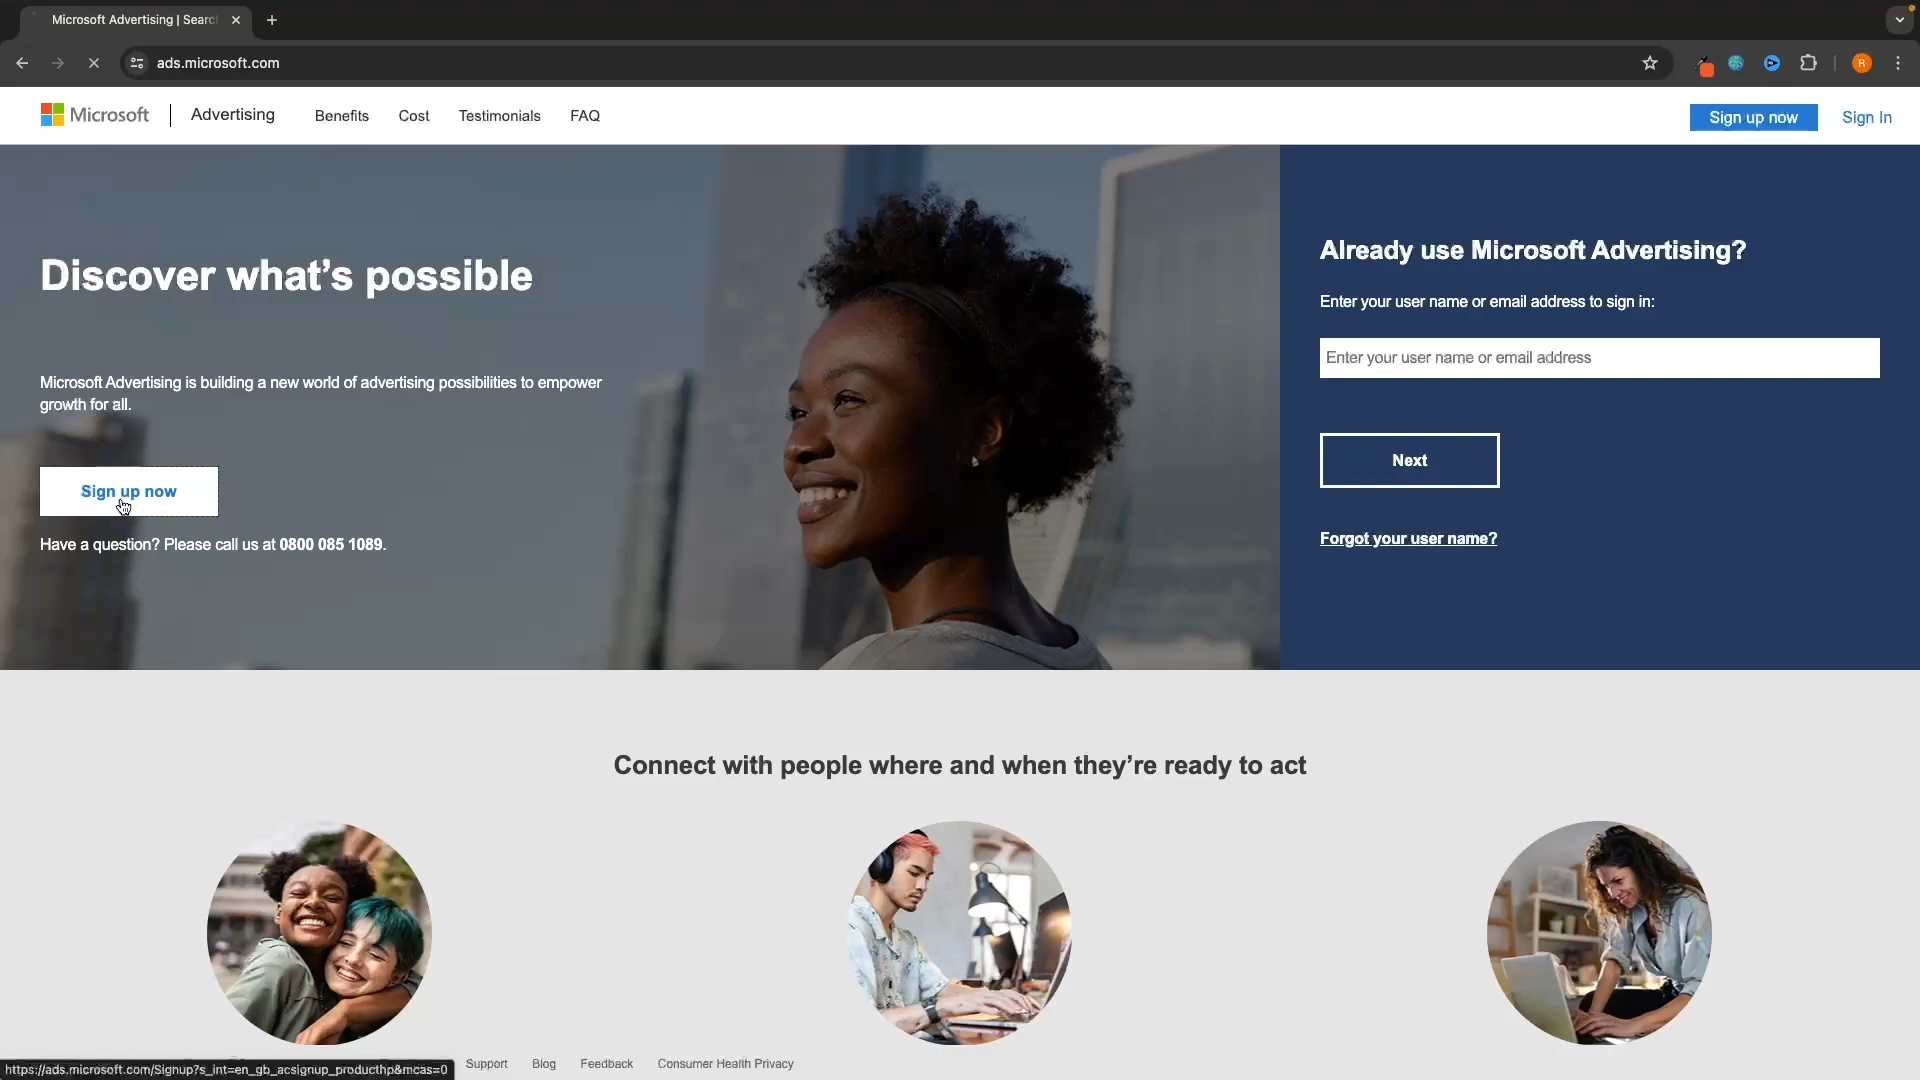 Microsoft Advertising | Searc
ads.microsoft.com
R
Microsoft
Advertising
Benefits
Cost
Testimonials
FAQ
Sign up now
Sign In
Discover what’s possible
Microsoft Advertising is building a new world of advertising possibilities to empower
growth for all.
Sign up now
Have a question? Please call us at 0800 085 1089.
Already use Microsoft Advertising?
Enter your user name or email address to sign in:
Enter your user name or email address
Next
Forgot your user name?
Connect with people where and when they’re ready to act
https://ads.microsoft.com/Signup?s_int=en_gb_acsignup_producthp&mcas=0
Support
Blog
Feedback
Consumer Health Privacy